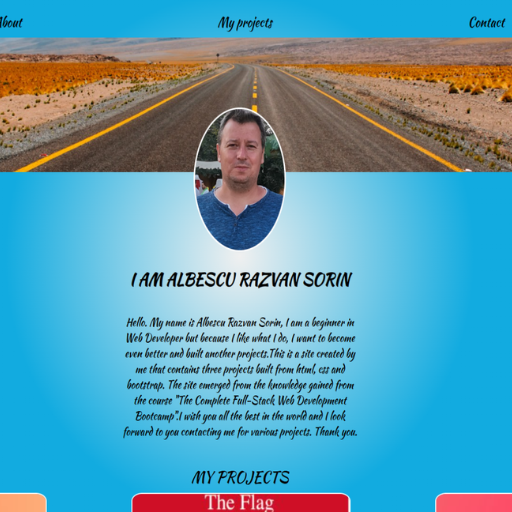 About My projects Contact
I AM ALBESCU RAZVAN SORIN
Hello. My name is Albescu Razvan Sorin, I am a beginner in
Web Developer but because I like what I do, I want to become
even better and built another projects.This is a site created by
me that contains three projects built from html, css and
bootstrap. The site emerged from the knowledge gained from
the course "The Complete Full-Stack Web Development
Bootcamp".I wish you all the best in the world and I look
forward to you contacting me for various projects. Thank you.
MY PROJECTS
The Flag